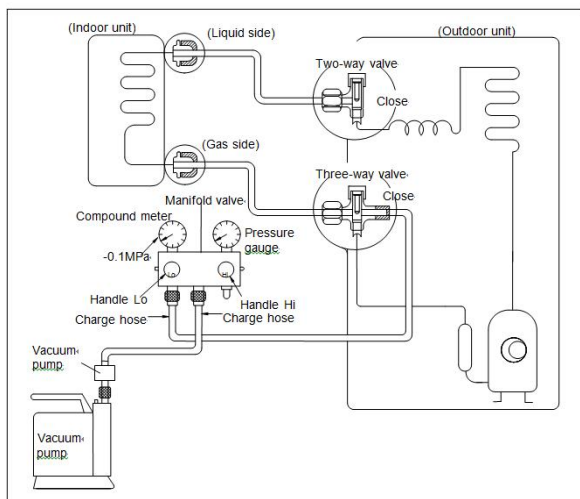 (Indoor unit)
(Liquid side)
(Outdoor unit)
Two-way valve
Close
(Gas side)
Three-way valve
Close
Manifold valve
Compound meter
Pressure
gauge
-0.1MPa
Lo
Hi
Handle Lo
Handle Hi
Charge hose
Charge hose
Vacuum
pump
Vacuum
pump